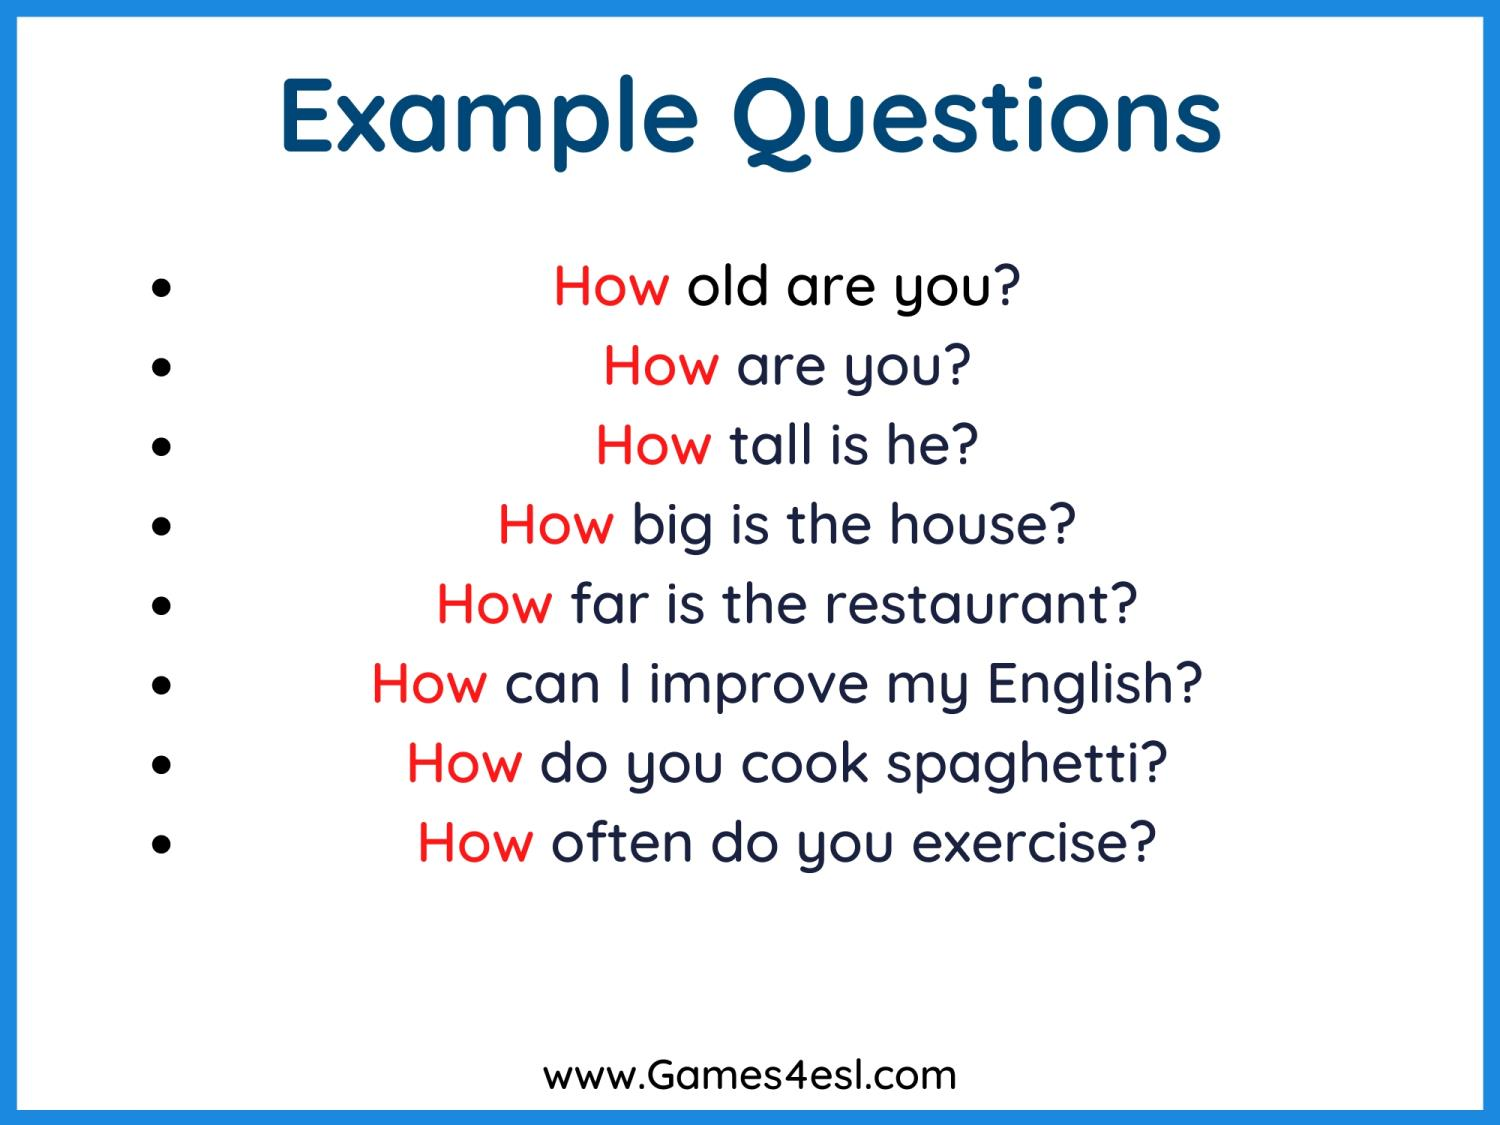 Example Questions
• How old are you?
• How are you?
• How tall is he?
• How big is the house?
• How far is the restaurant?
• How can I improve my English?
• How do you cook spaghetti?
• How often do you exercise?
www.Games4esl.com